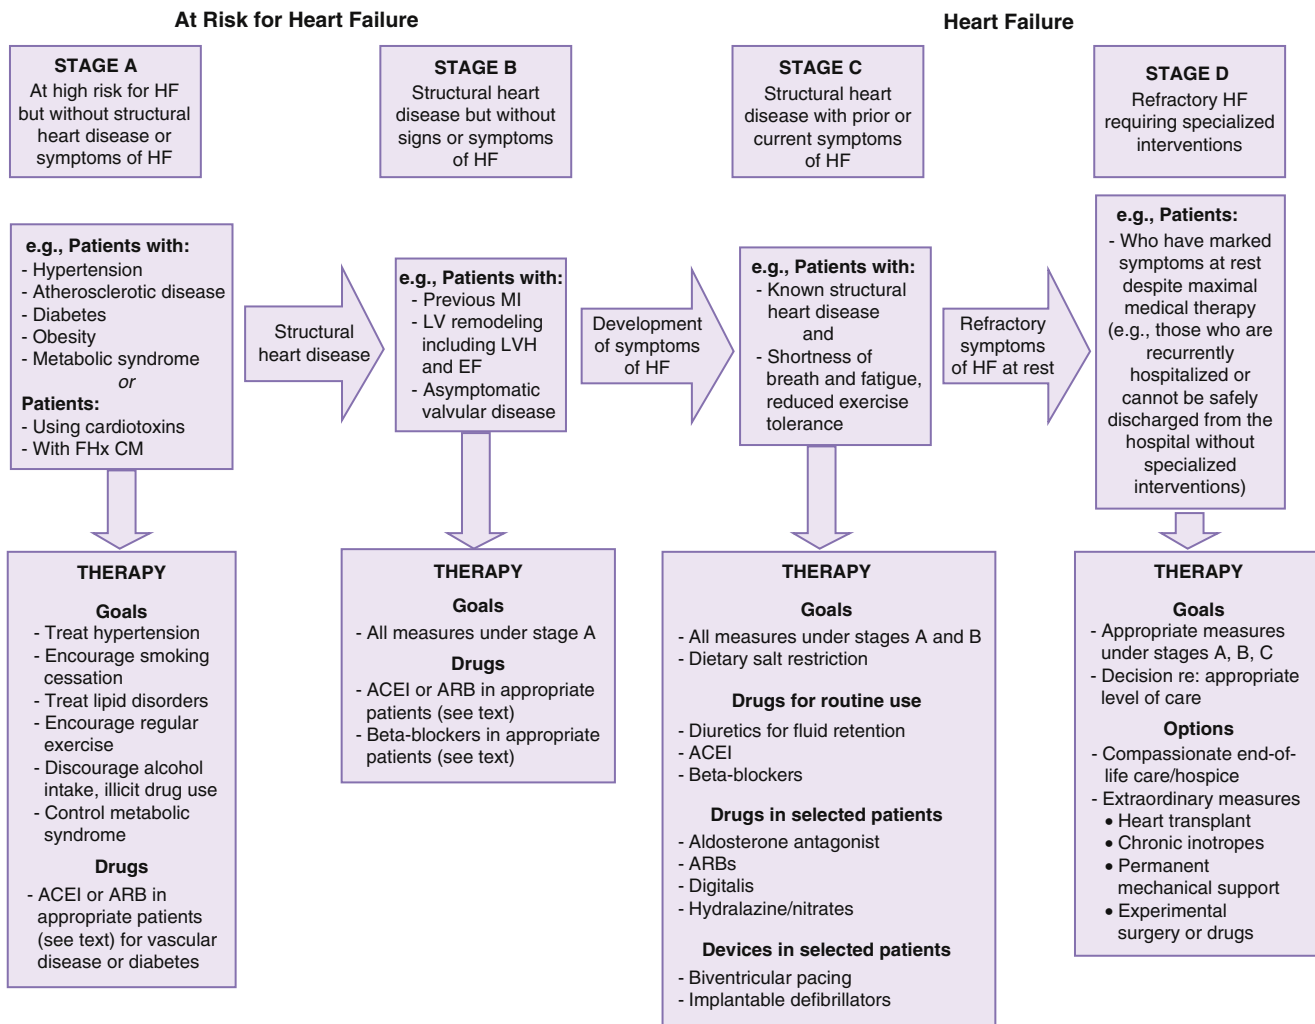 At Risk for Heart Failure
Heart Failure
STAGE A
At high risk for HF
but without structural
heart disease or
symptoms of HF
STAGE B
Structural heart
disease but without
signs or symptoms
of HF
STAGE C
Structural heart
disease with prior or
current symptoms
of HF
STAGE D
Refractory HF
requiring specialized
interventions
e.g., Patients with:
- Hypertension
- Atherosclerotic disease
- Diabetes
- Obesity
- Metabolic syndrome
or
Patients:
- Using cardiotoxins
- With FHx CM
Structural
heart disease
e.g., Patients with:
- Previous MI
- LV remodeling
including LVH
and EF
- Asymptomatic
valvular disease
Development
of symptoms
of HF
e.g., Patients with:
- Known structural
heart disease
and
- Shortness of
breath and fatigue,
reduced exercise
tolerance
Refractory
symptoms
of HF at rest
e.g., Patients:
- Who have marked
symptoms at rest
despite maximal
medical therapy
(e.g., those who are
recurrently
hospitalized or
cannot be safely
discharged from the
hospital without
specialized
interventions)
THERAPY
Goals
- Treat hypertension
- Encourage smoking
cessation
- Treat lipid disorders
- Encourage regular
exercise
- Discourage alcohol
intake, illicit drug use
- Control metabolic
syndrome
Drugs
- ACEI or ARB in
appropriate patients
(see text) for vascular
disease or diabetes
THERAPY
Goals
- All measures under stage A
Drugs
- ACEI or ARB in appropriate
patients (see text)
- Beta-blockers in appropriate
patients (see text)
THERAPY
Goals
- All measures under stages A and B
- Dietary salt restriction
Drugs for routine use
- Diuretics for fluid retention
- ACEI
- Beta-blockers
Drugs in selected patients
- Aldosterone antagonist
- ARBs
- Digitalis
- Hydralazine/nitrates
Devices in selected patients
- Biventricular pacing
- Implantable defibrillators
THERAPY
Goals
- Appropriate measures
under stages A, B, C
- Decision re: appropriate
level of care
Options
- Compassionate end-of-
life care/hospice
- Extraordinary measures
• Heart transplant
• Chronic inotropes
• Permanent
mechanical support
• Experimental
surgery or drugs